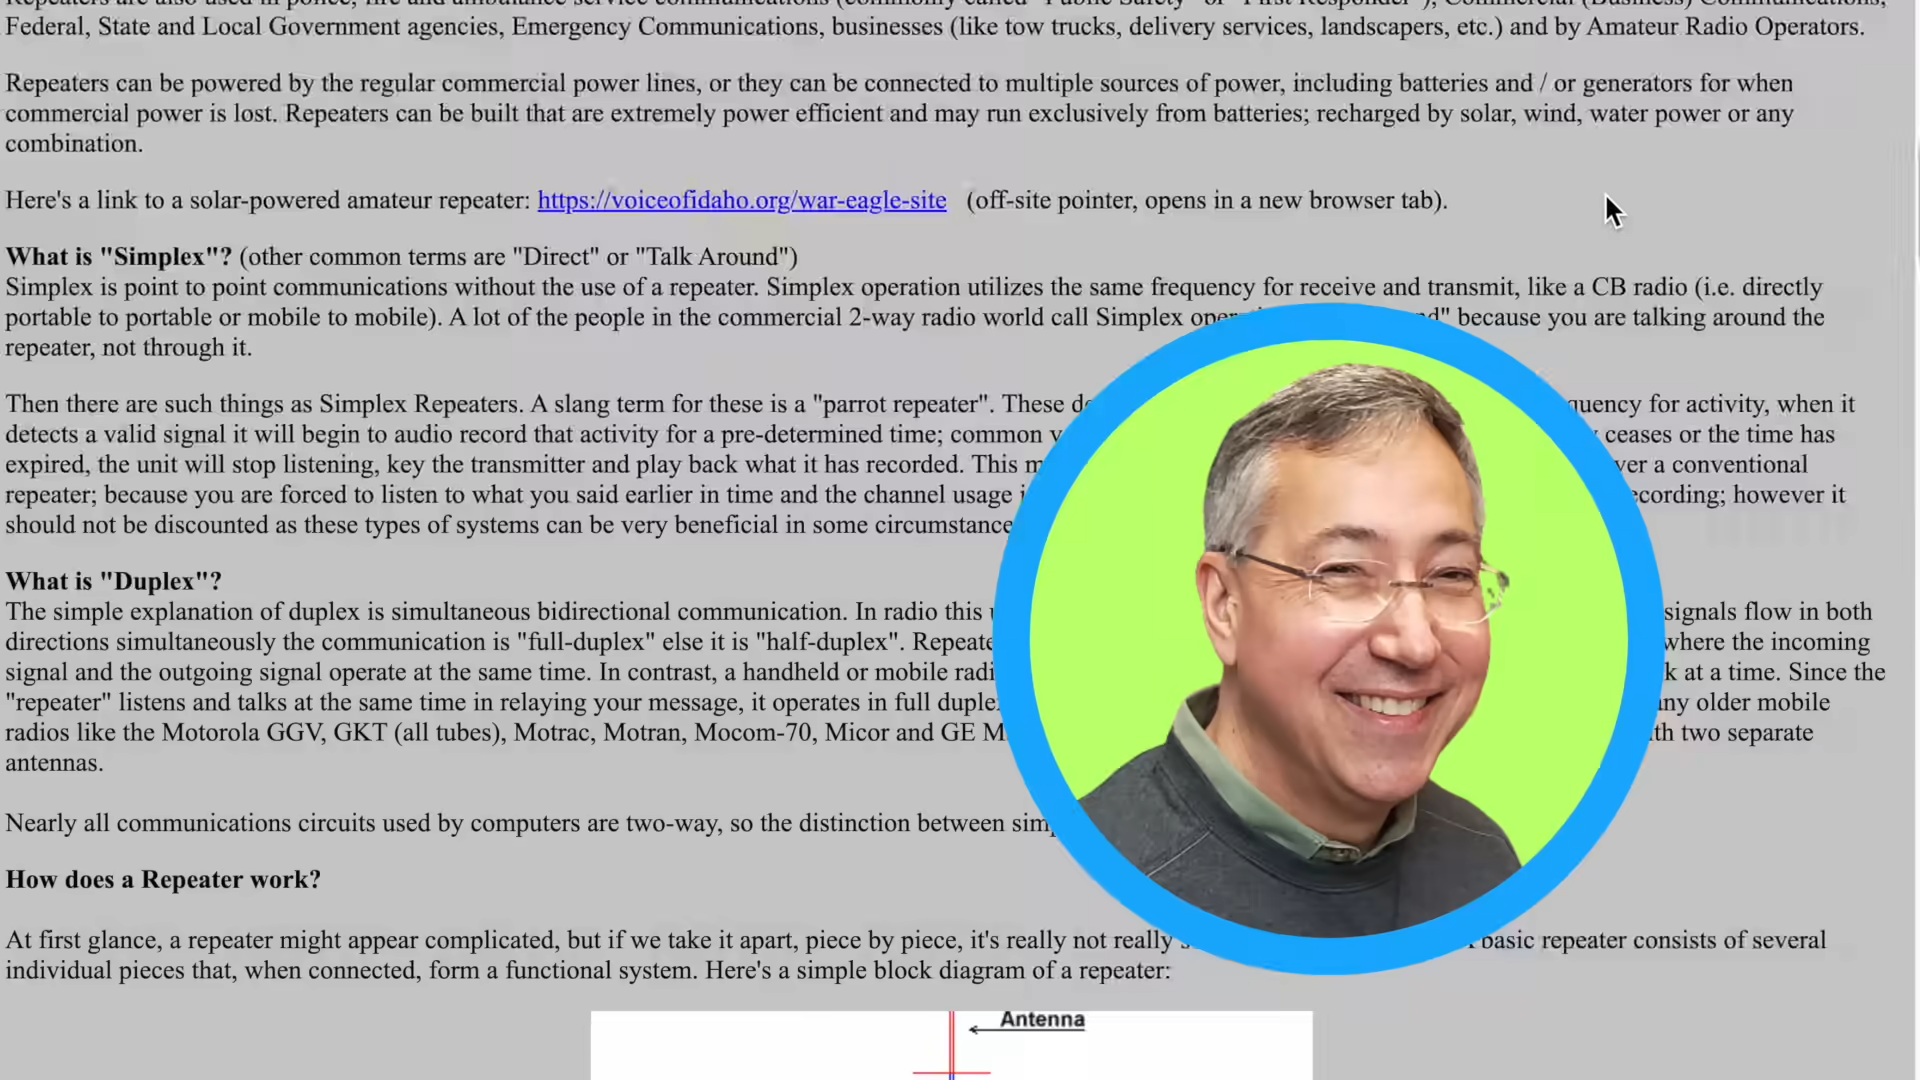 Repeaters are also used in police, fire and ambulance service communications (commonly called "Public Safety" or "First Responder"), Commercial (Business) Communications,
Federal, State and Local Government agencies, Emergency Communications, businesses (like tow trucks, delivery services, landscapers, etc.) and by Amateur Radio Operators.
Repeaters can be powered by the regular commercial power lines, or they can be connected to multiple sources of power, including batteries and / or generators for when
commercial power is lost. Repeaters can be built that are extremely power efficient and may run exclusively from batteries; recharged by solar, wind, water power or any
combination.
Here's a link to a solar-powered amateur repeater: https://voiceofidaho.org/war-eagle-site (off-site pointer, opens in a new browser tab).
What is "Simplex"? (other common terms are "Direct" or "Talk Around")
Simplex is point to point communications without the use of a repeater. Simplex operation utilizes the same frequency for receive and transmit, like a CB radio (i.e. directly
portable to portable or mobile to mobile). A lot of the people in the commercial 2-way radio world call Simplex because you are talking around the
repeater, not through it.
Then there are such things as Simplex Repeaters. A slang term for these is a "parrot repeater". These for activity, when it
detects a valid signal it will begin to audio record that activity for a pre-determined time; common ceases or the time has
expired, the unit will stop listening, key the transmitter and play back what it has recorded. This a conventional
repeater; because you are forced to listen to what you said earlier in time and the channel usage however it
should not be discounted as these types of systems can be very beneficial in some
What is "Duplex"?
The simple explanation of duplex is simultaneous bidirectional communication. In radio this signals flow in both
directions simultaneously the communication is "full-duplex" else it is "half-duplex". where the incoming
signal and the outgoing signal operate at the same time. In contrast, a handheld or mobile at a time. Since the
"repeater" listens and talks at the same time in relaying your message, it operates in full older mobile
radios like the Motorola GGV, GKT (all tubes), Motrac, Motran, Mocom-70, Micor and GE two separate
antennas.
Nearly all communications circuits used by computers are two-way, so the distinction between
How does a Repeater work?
At first glance, a repeater might appear complicated, but if we take it apart, piece by piece, it's really not really basic repeater consists of several
individual pieces that, when connected, form a functional system. Here's a simple block diagram of a repeater:
Antenna